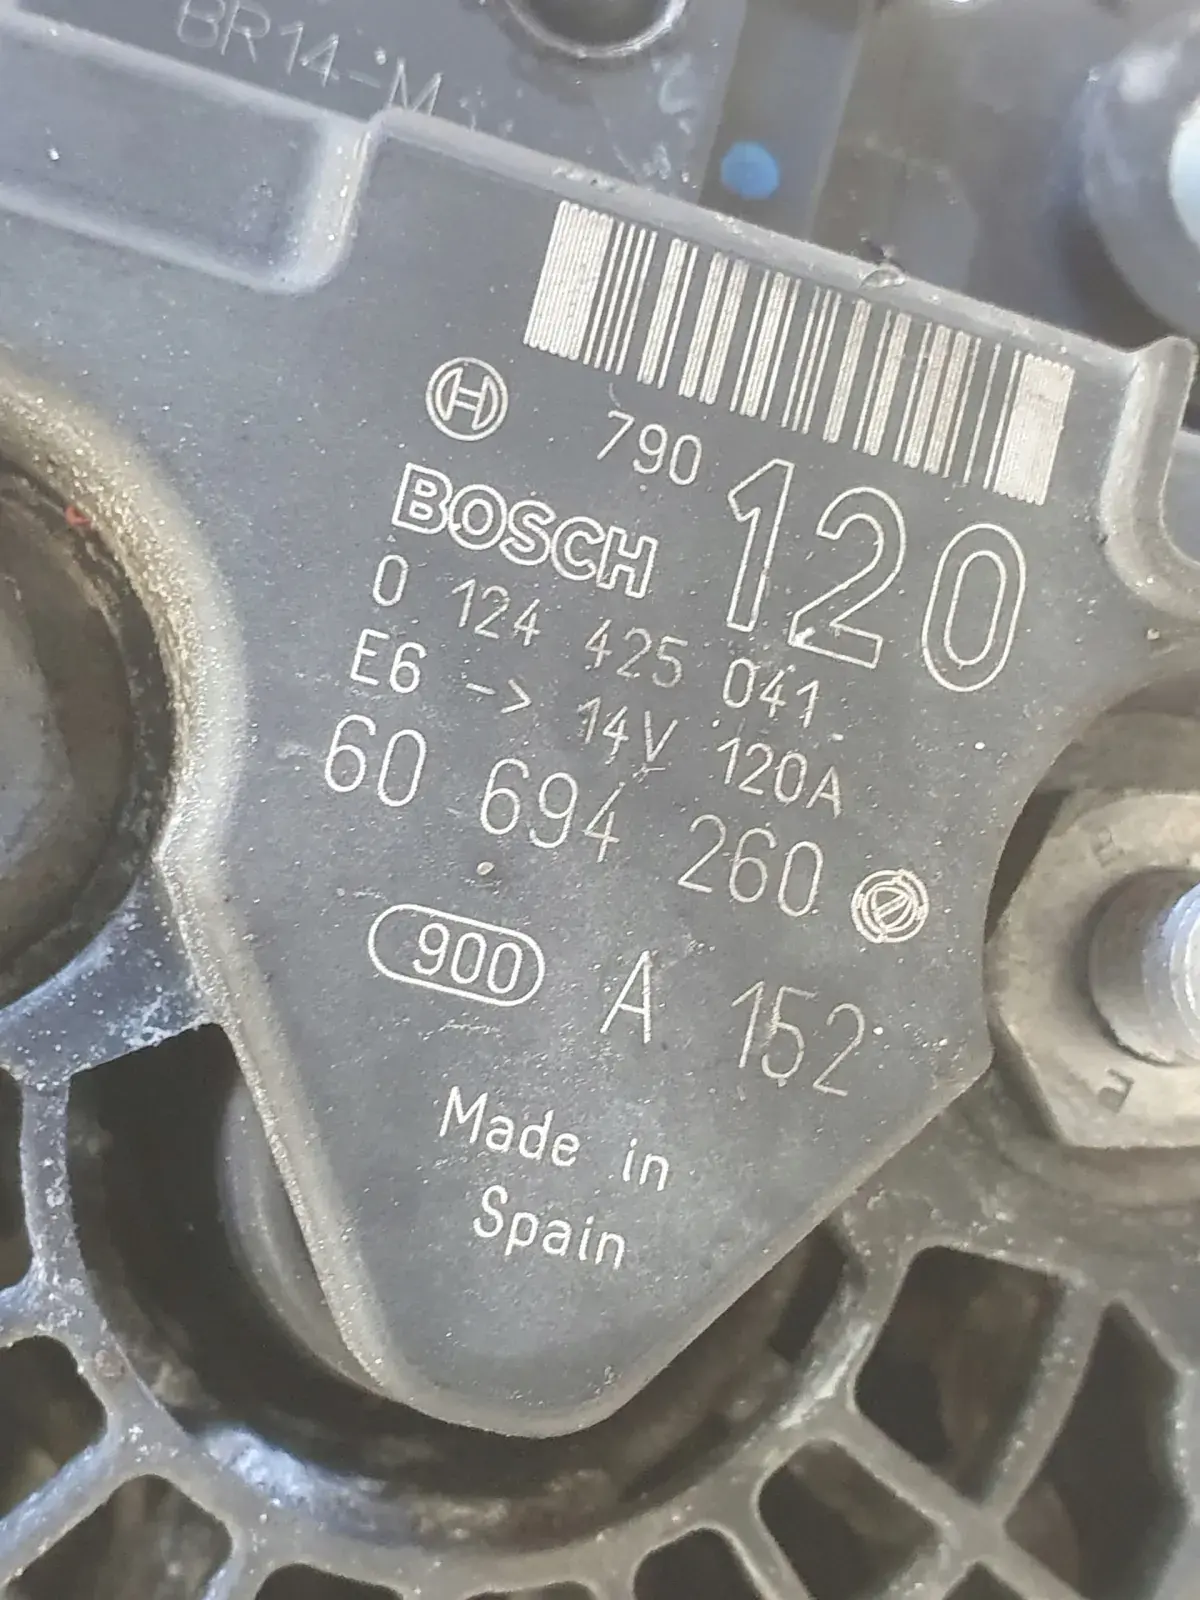 BR14-M
790
120
BOSCH
0 124 425 041
E6 -> 14V 120A
60 694 260
900 A 152
Made in
Spain